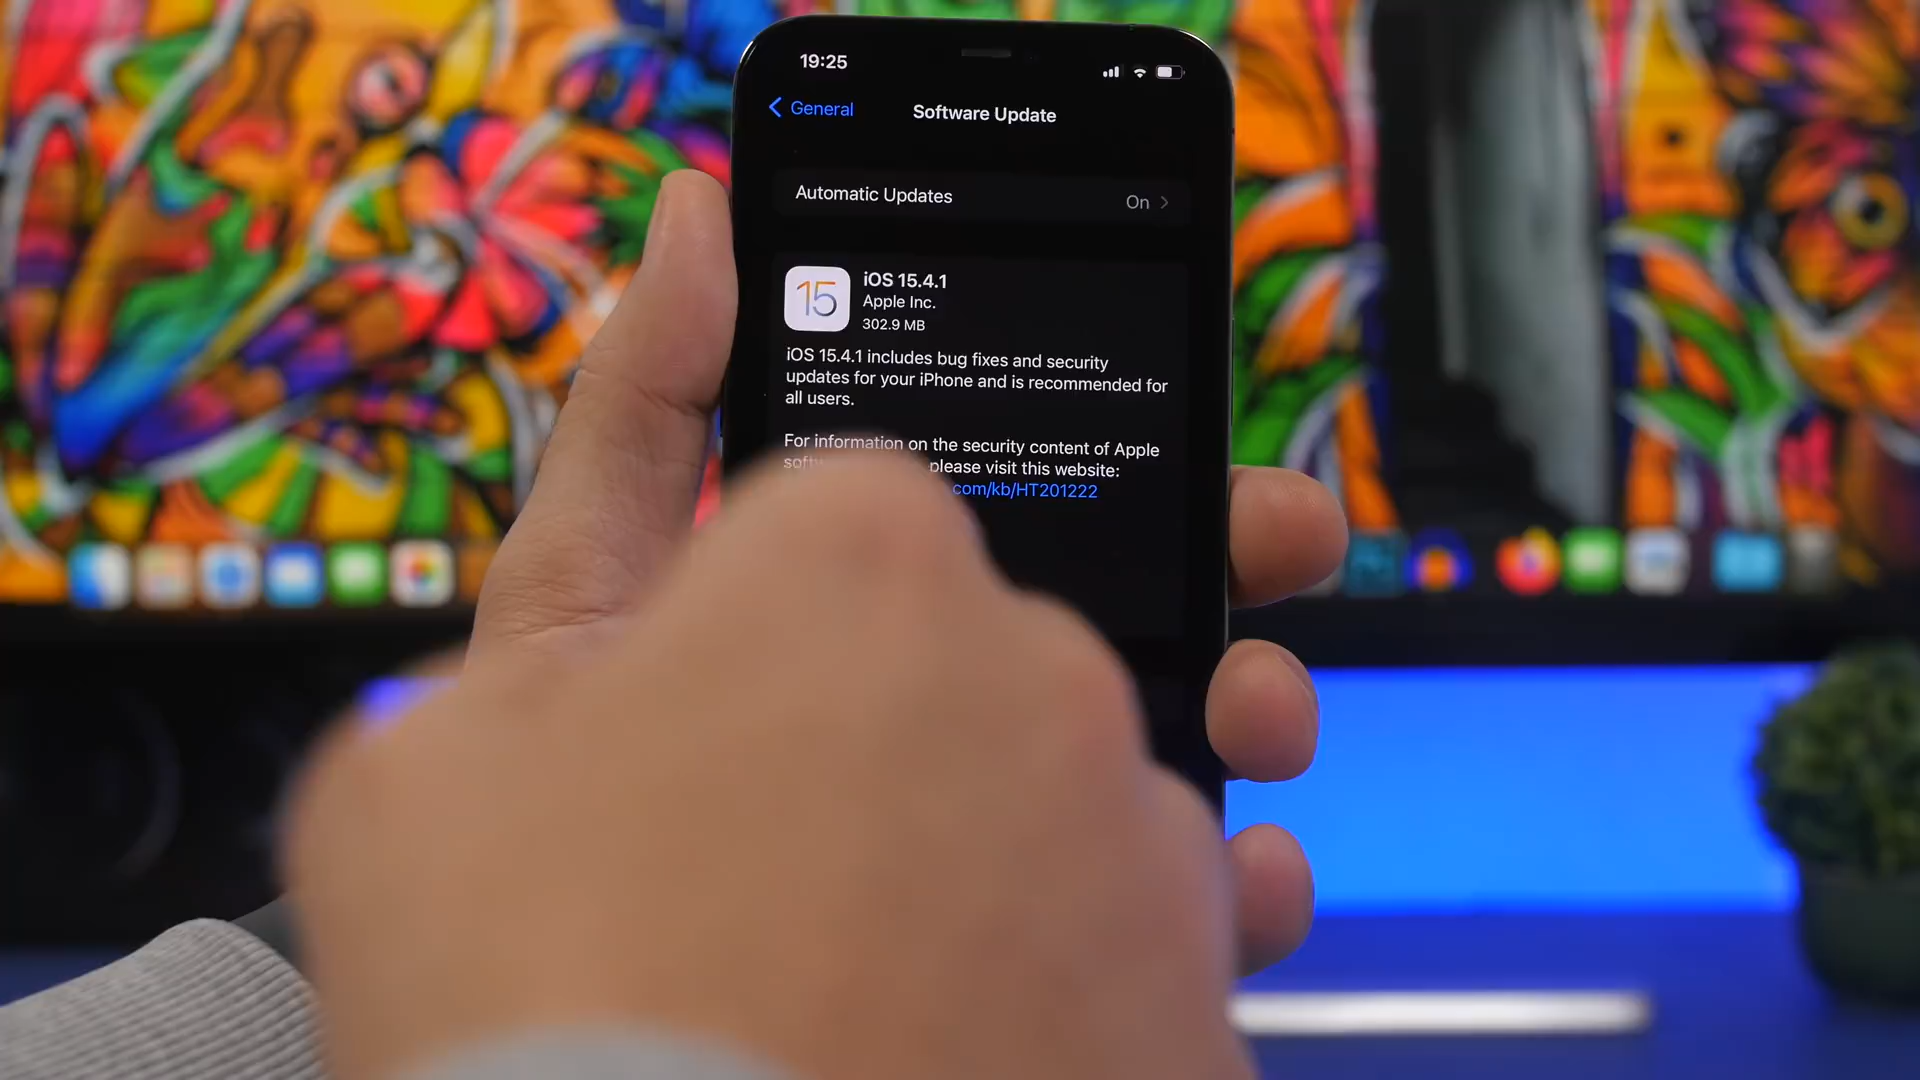 19:25
General
Software Update
Automatic Updates
On
15
iOS 15.4.1
Apple Inc.
302.9 MB
iOS 15.4.1 includes bug fixes and security
updates for your iPhone and is recommended for
all users.
For information on the security content of Apple
please visit this website:
com/kb/HT201222